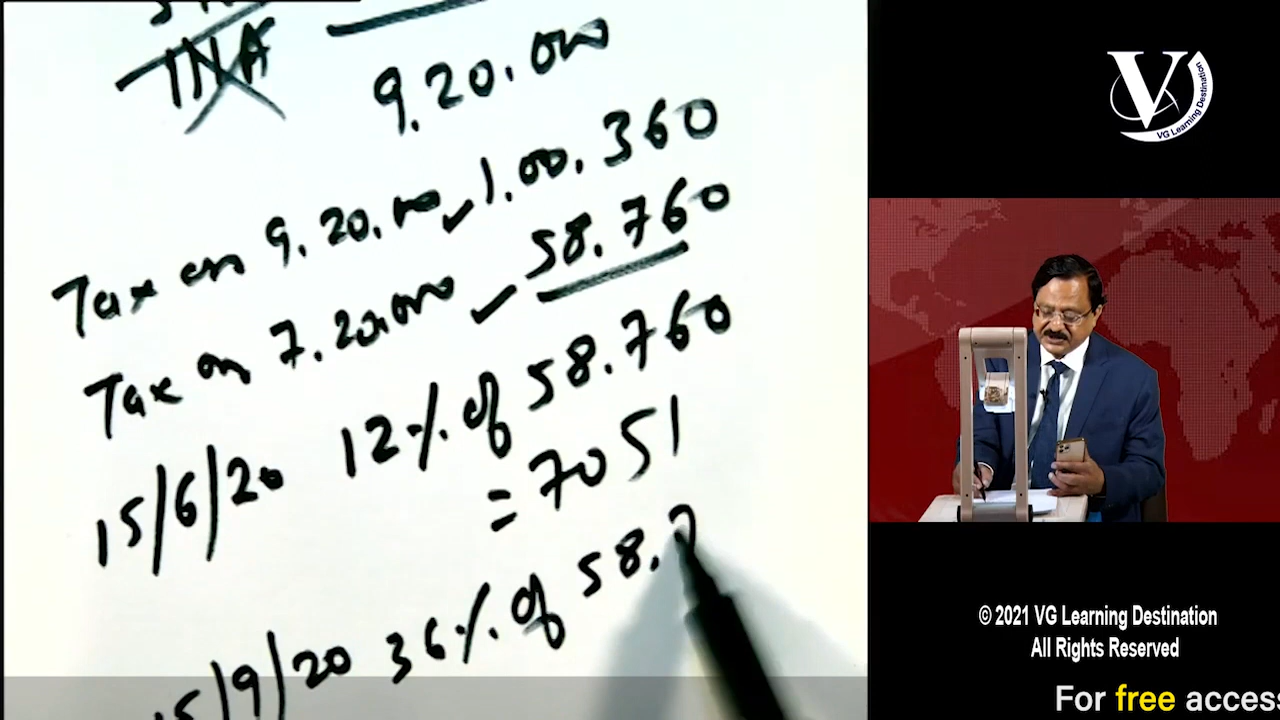 INA
9.20.000
Tax on 9.20.000 ✓ 1.00.360
Tax on 7.20.000 ✓ 58.760
15/6/20 12% of 58.760
= 7051
15/9/20 36% of 58.7
V
VG Learning Destination
© 2021 VG Learning Destination
All Rights Reserved
For free access